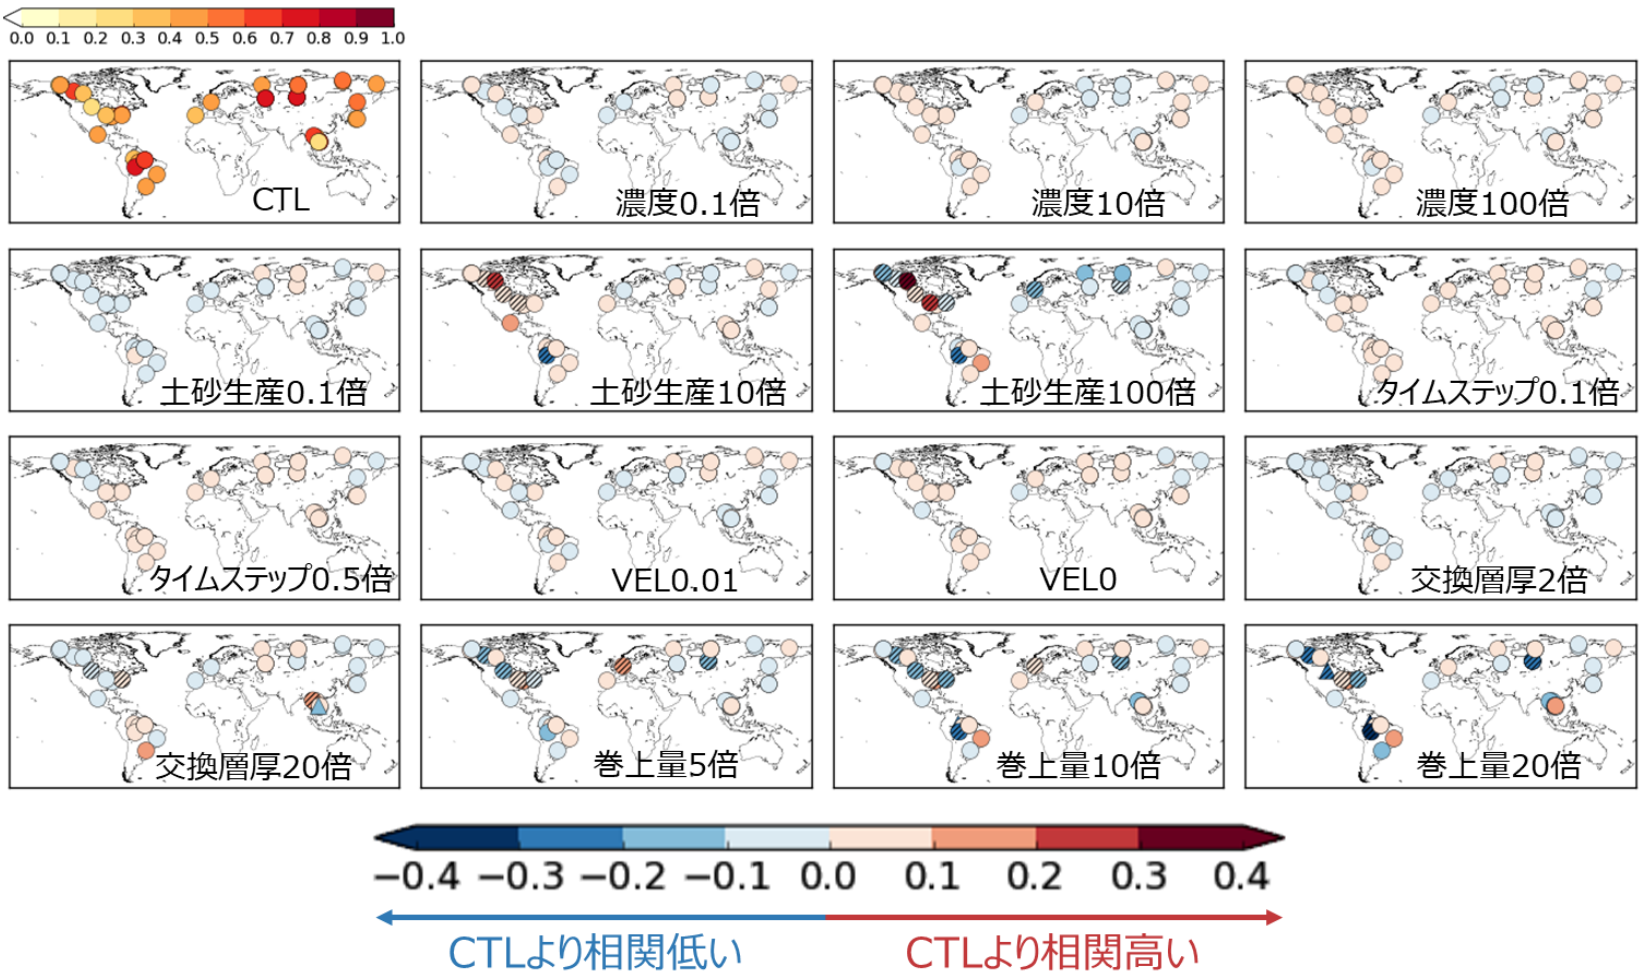 0.0 0.1 0.2 0.3 0.4 0.5 0.6 0.7 0.8 0.9 1.0
CTL
濃度0.1倍
濃度10倍
濃度100倍
土砂生産0.1倍
土砂生産10倍
土砂生産100倍
タイムステップ0.1倍
タイムステップ0.5倍
VEL0.01
VEL0
交換層厚2倍
交換層厚20倍
巻上量5倍
巻上量10倍
巻上量20倍
−0.4 −0.3 −0.2 −0.1 0.0 0.1 0.2 0.3 0.4
CTLより相関低い
CTLより相関高い